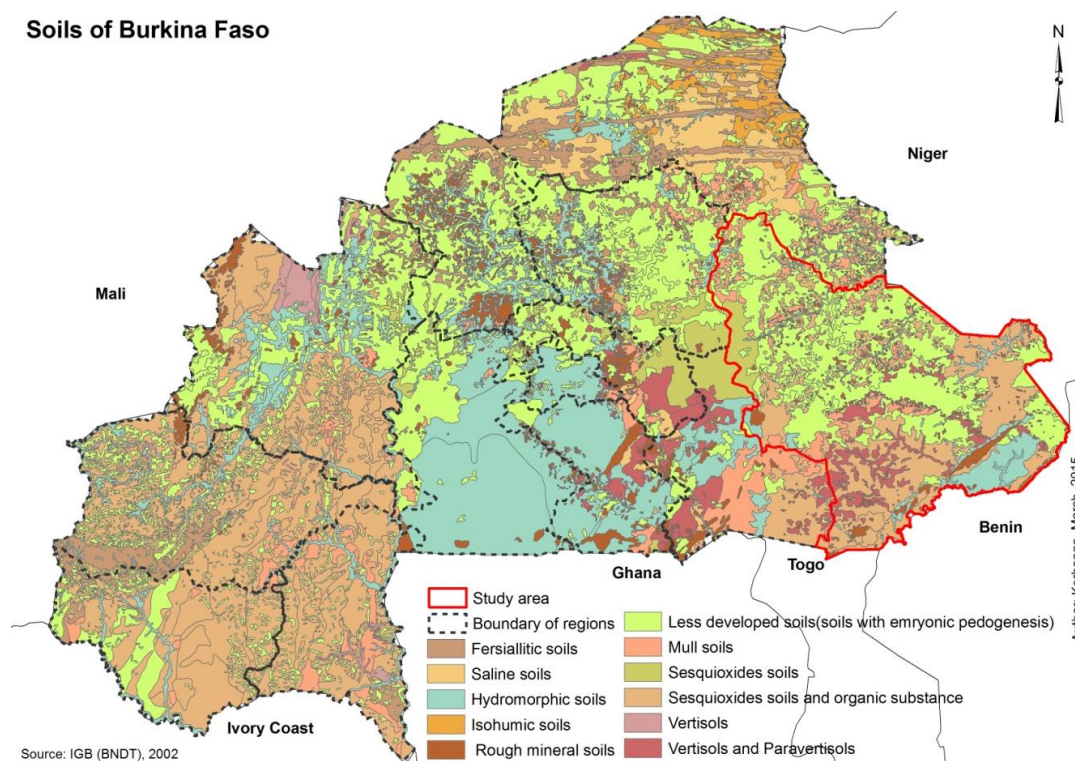 Soils of Burkina Faso
N
Niger
Mali
Benin
Togo
Ghana
Ivory Coast
Study area
Boundary of regions
Fersiallitic soils
Saline soils
Hydromorphic soils
Isohumic soils
Rough mineral soils
Less developed soils(soils with emryonic pedogenesis)
Mull soils
Sesquioxides soils
Sesquioxides soils and organic substance
Vertisols
Vertisols and Paravertisols
Source: IGB (BNDT), 2002
March, 2015